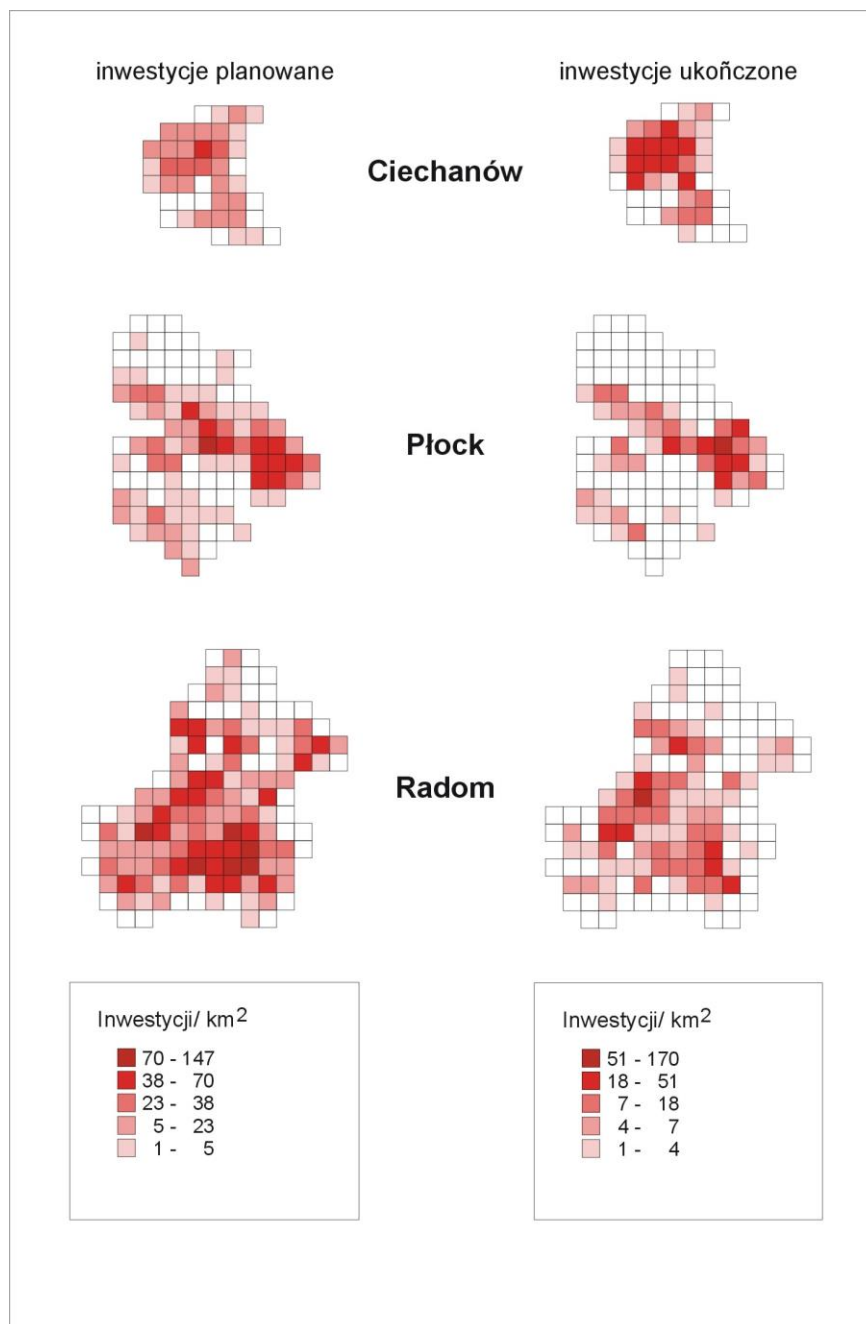 inwestycje planowane
inwestycje ukoñczone
Ciechanów
Płock
Radom
Inwestycji/ km²
70 - 147
38 - 70
23 - 38
5 - 23
1 - 5
Inwestycji/ km²
51 - 170
18 - 51
7 - 18
4 - 7
1 - 4